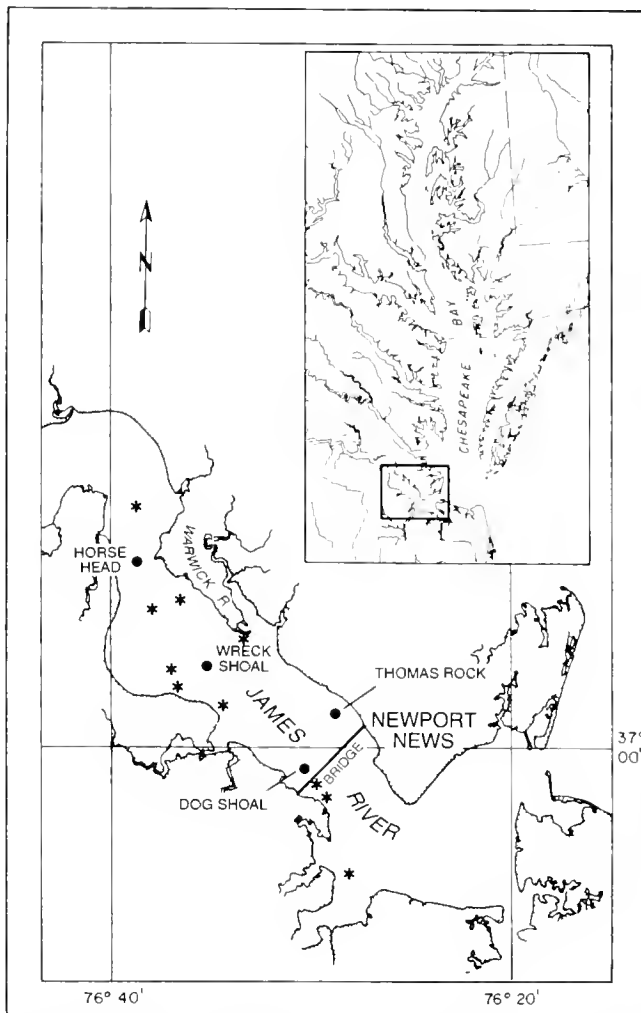 N
CHESAPEAKE BAY
HORSE
HEAD
WARWICK R.
WRECK
SHOAL
THOMAS ROCK
JAMES
NEWPORT
NEWS
BRIDGE
37°
00'
DOG SHOAL
RIVER
76° 40'
76° 20'